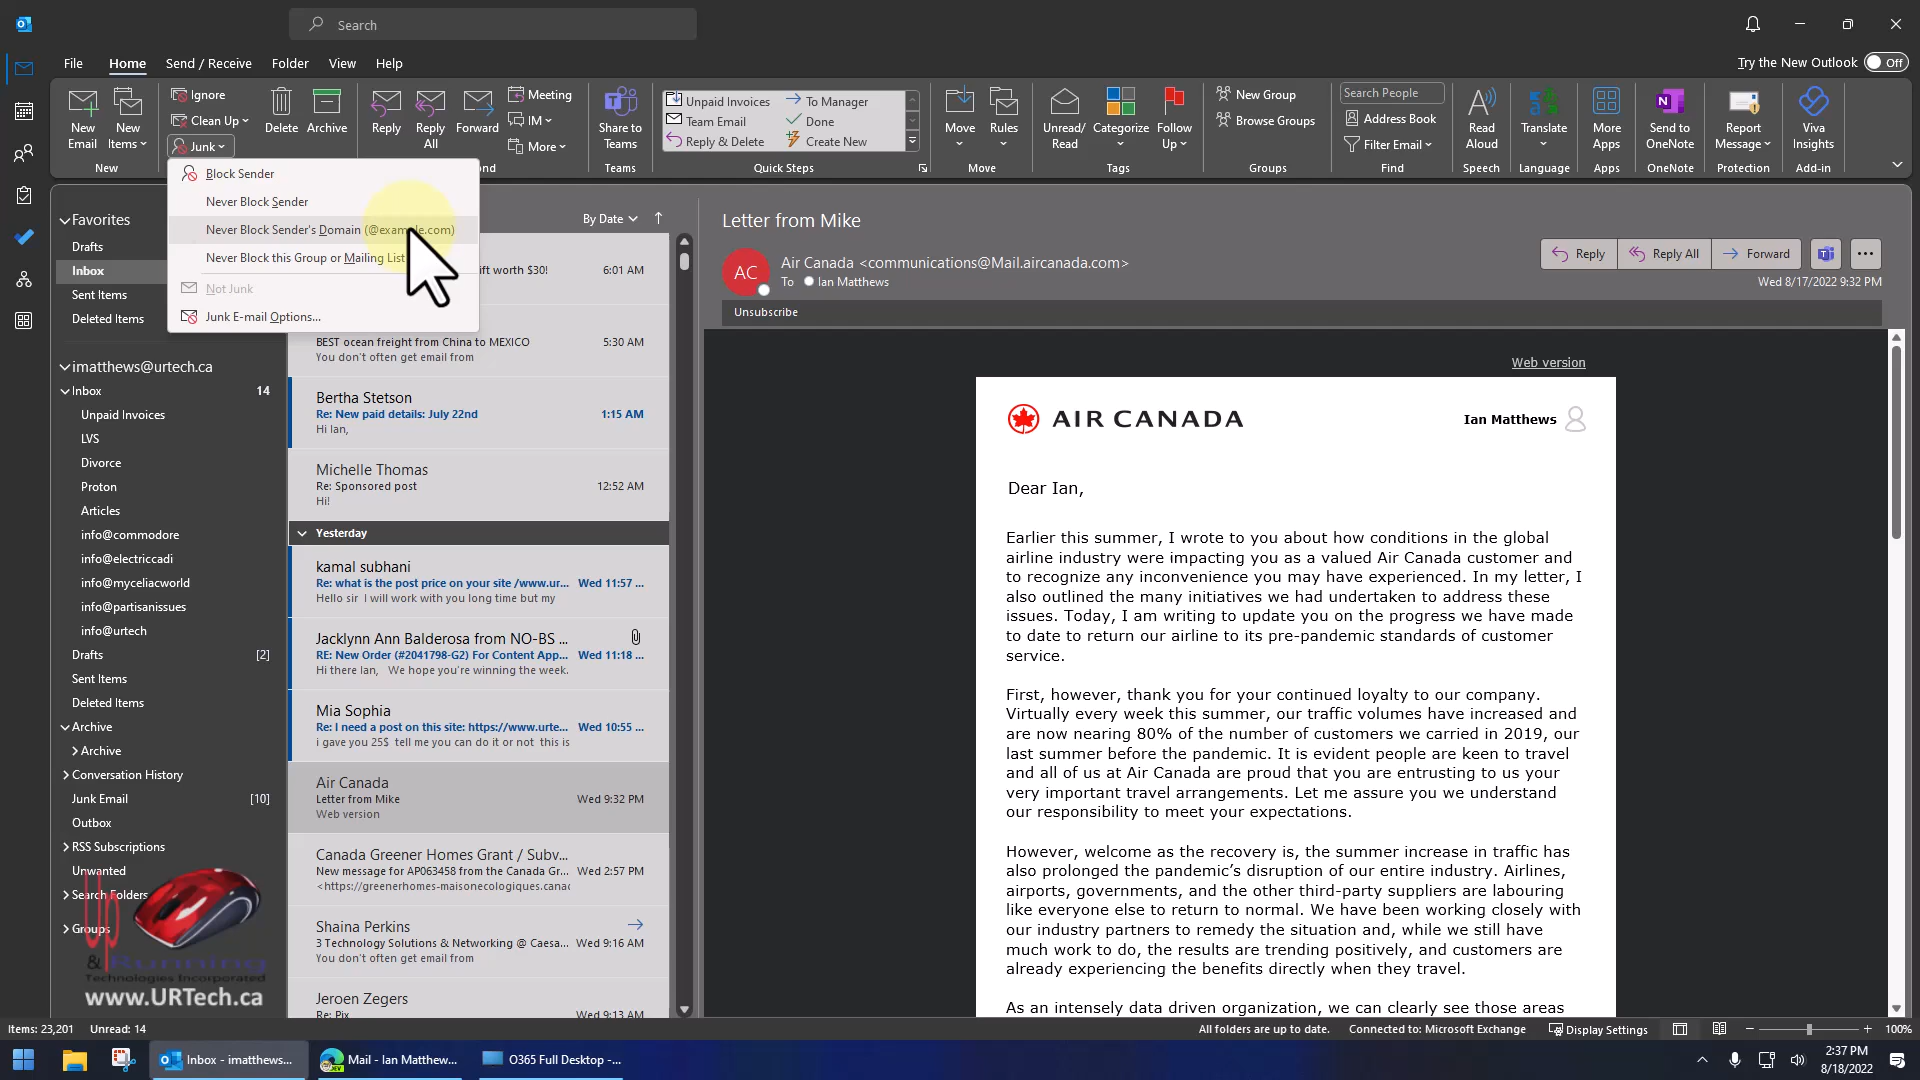 Search
File
Home
Send / Receive
Folder
View
Help
Try the New Outlook
Off
New
Email
New
Items
New
Ignore
Clean Up
Junk
Delete
Archive
Reply
Reply
All
Forward
Meeting
IM
More
ond
Share to
Teams
Teams
Unpaid Invoices
Team Email
Reply & Delete
To Manager
Done
Create New
Quick Steps
Move
Rules
Move
Unread/
Read
Categorize
Follow
Up
Tags
New Group
Browse Groups
Groups
Search People
Address Book
Filter Email
Find
Read
Aloud
Speech
Translate
Language
More
Apps
Apps
Send to
OneNote
OneNote
Report
Message
Protection
Viva
Insights
Add-in
Block Sender
Never Block Sender
Never Block Sender's Domain (@example.com)
Never Block this Group or Mailing List
Not Junk
Junk E-mail Options...
Favorites
Drafts
Inbox
Sent Items
Deleted Items
imatthews@urtech.ca
Inbox 14
Unpaid Invoices
LVS
Divorce
Proton
Articles
info@commodore
info@electriccadi
info@myceliacworld
info@partisanissues
info@urtech
Drafts [2]
Sent Items
Deleted Items
Archive
Archive
Conversation History
Junk Email [10]
Outbox
RSS Subscriptions
Unwanted
Search Folders
Groups
Up
& Running
Technologies Incorporated
www.URTech.ca
By Date
ift worth $30! 6:01 AM
BEST ocean freight from China to MEXICO 5:30 AM
You don't often get email from
Bertha Stetson
Re: New paid details: July 22nd 1:15 AM
Hi Ian,
Michelle Thomas
Re: Sponsored post 12:52 AM
Hi!
Yesterday
kamal subhani
Re: what is the post price on your site /www.ur... Wed 11:57 ...
Hello sir I will work with you long time but my
Jacklynn Ann Balderosa from NO-BS ...
RE: New Order (#2041798-G2) For Content App... Wed 11:18 ...
Hi there Ian, We hope you're winning the week.
Mia Sophia
Re: I need a post on this site: https://www.urte... Wed 10:55 ...
i gave you 25$ tell me you can do it or not this is
Air Canada
Letter from Mike Wed 9:32 PM
Web version
Canada Greener Homes Grant / Subv...
New message for AP063458 from the Canada Gr... Wed 2:57 PM
<https://greenerhomes-maisonecologiques.canac
Shaina Perkins
3 Technology Solutions & Networking @ Caesa... Wed 9:16 AM
You don't often get email from
Jeroen Zegers
Re: Pix Wed 9:13 AM
Letter from Mike
AC
Air Canada <communications@Mail.aircanada.com>
To Ian Matthews
Reply
Reply All
Forward
Wed 8/17/2022 9:32 PM
Unsubscribe
Web version
AIR CANADA
Ian Matthews
Dear Ian,
Earlier this summer, I wrote to you about how conditions in the global
airline industry were impacting you as a valued Air Canada customer and
to recognize any inconvenience you may have experienced. In my letter, I
also outlined the many initiatives we had undertaken to address these
issues. Today, I am writing to update you on the progress we have made
to date to return our airline to its pre-pandemic standards of customer
service.
First, however, thank you for your continued loyalty to our company.
Virtually every week this summer, our traffic volumes have increased and
are now nearing 80% of the number of customers we carried in 2019, our
last summer before the pandemic. It is evident people are keen to travel
and all of us at Air Canada are proud that you are entrusting to us your
very important travel arrangements. Let me assure you we understand
our responsibility to meet your expectations.
However, welcome as the recovery is, the summer increase in traffic has
also prolonged the pandemic's disruption of our entire industry. Airlines,
airports, governments, and the other third-party suppliers are labouring
like everyone else to return to normal. We have been working closely with
our industry partners to remedy the situation and, while we still have
much work to do, the results are trending positively, and customers are
already experiencing the benefits directly when they travel.
As an intensely data driven organization, we can clearly see those areas
Items: 23,201 Unread: 14
All folders are up to date. Connected to: Microsoft Exchange Display Settings 100%
Inbox - imatthews...
Mail - Ian Matthew...
O365 Full Desktop -...
2:37 PM
8/18/2022